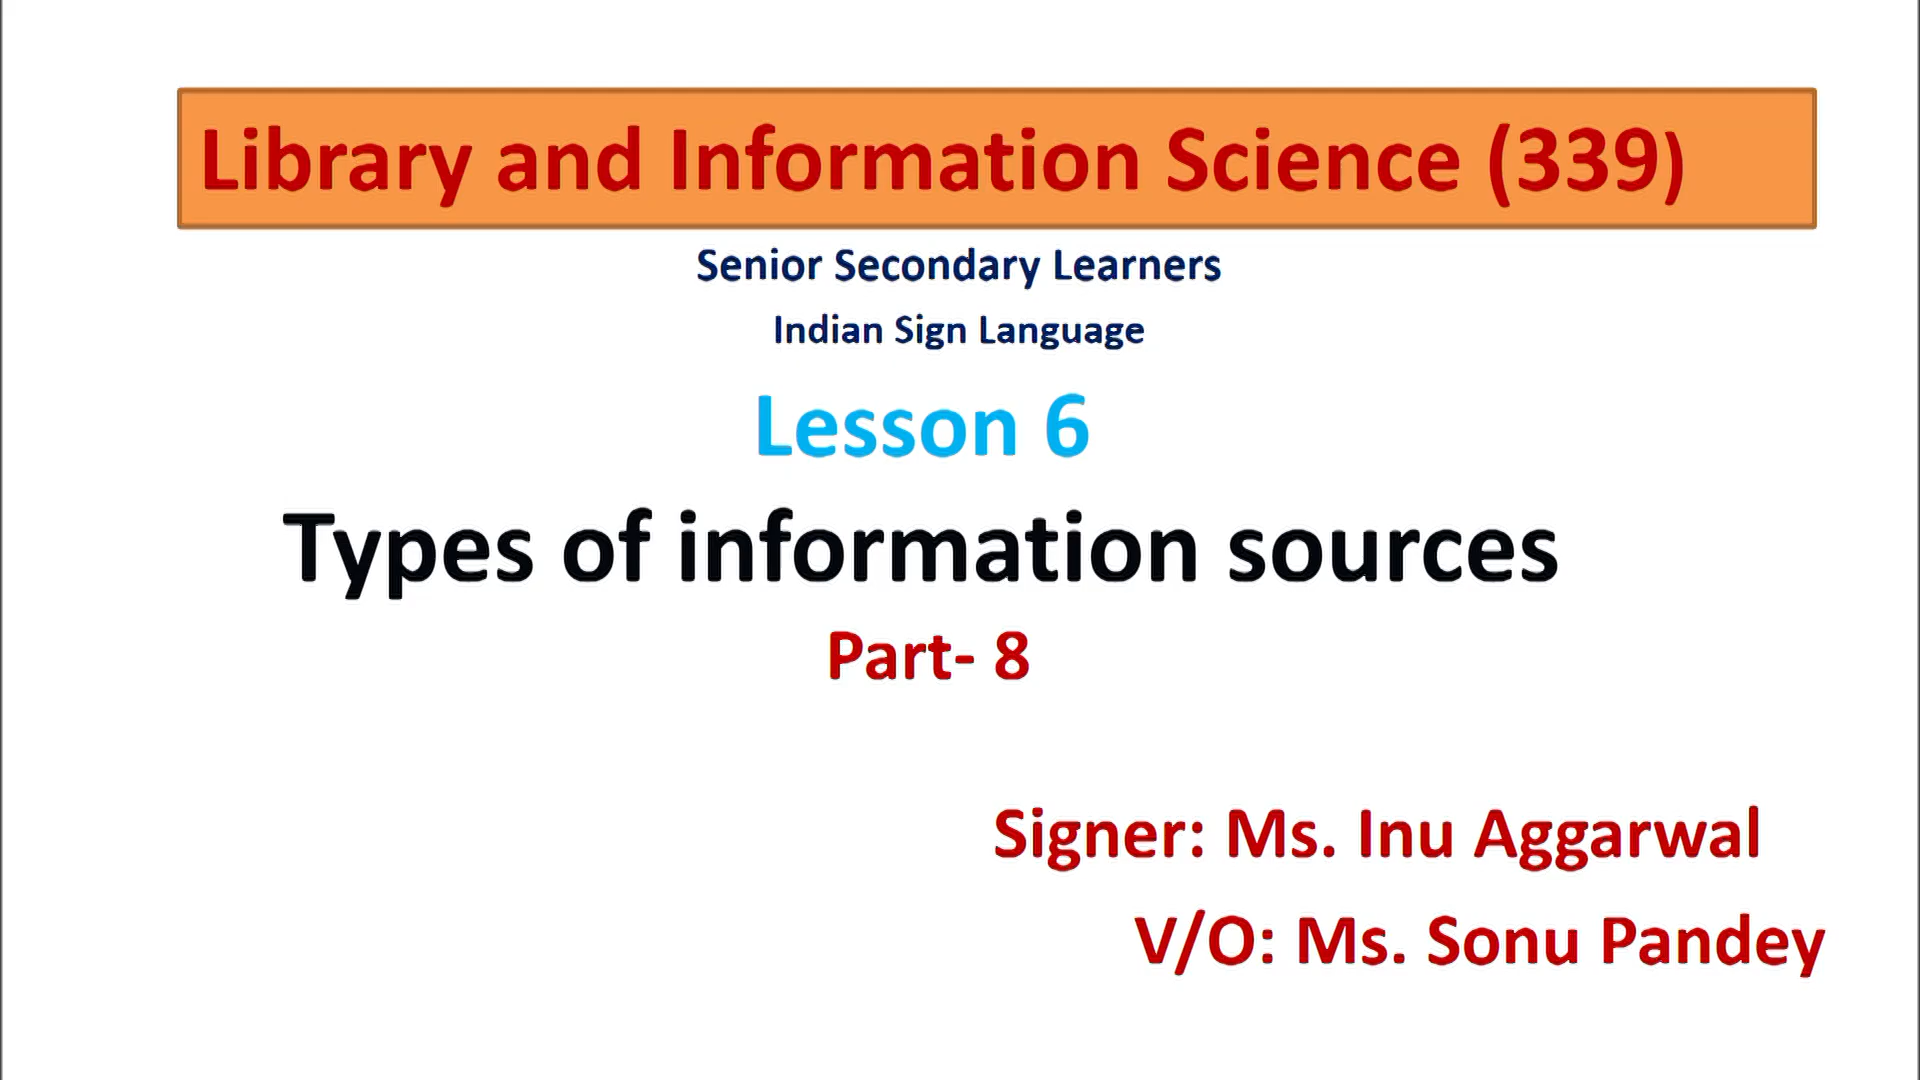 Library and Information Science (339)
Senior Secondary Learners
Indian Sign Language
Lesson 6
Types of information sources
Part- 8
Signer: Ms. Inu Aggarwal
V/O: Ms. Sonu Pandey